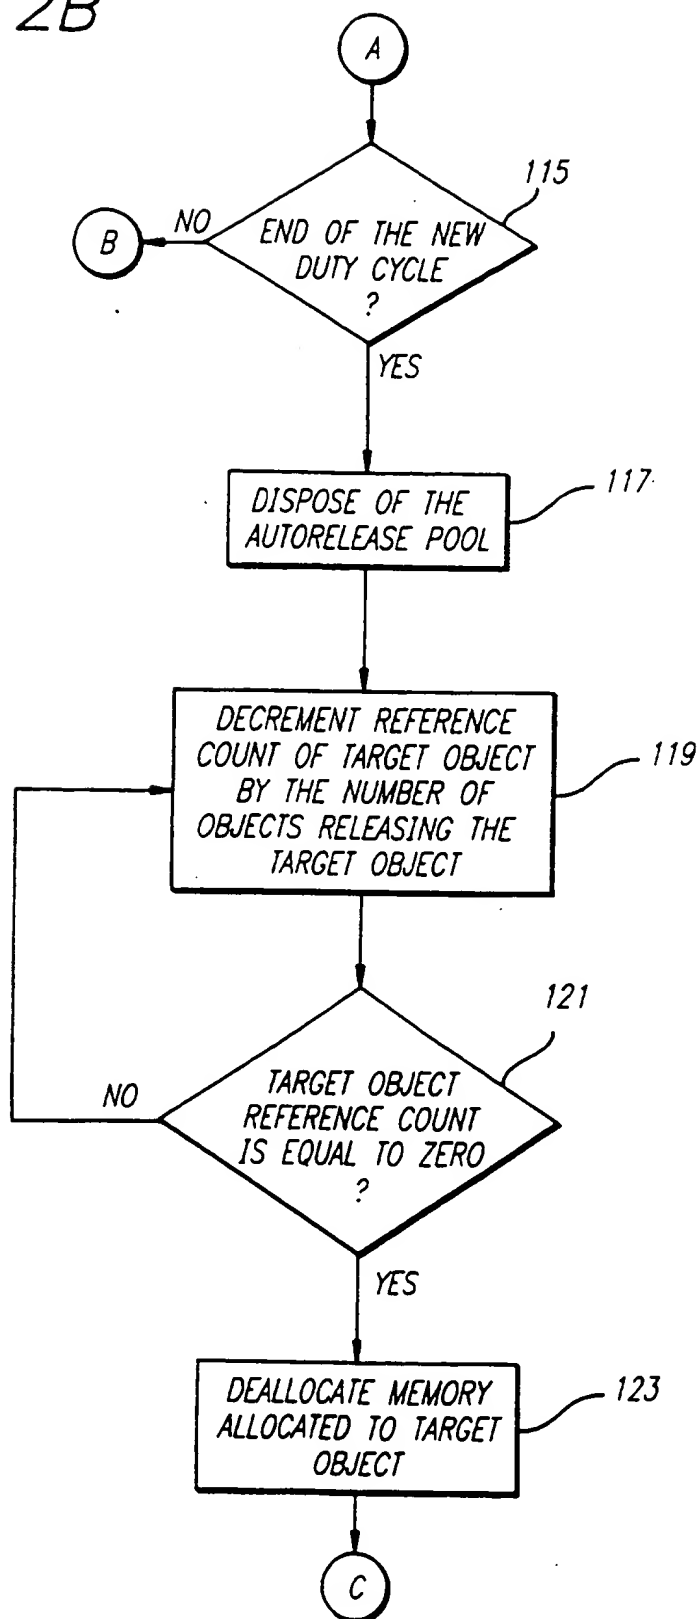 2B
A
115
B
NO
END OF THE NEW
DUTY CYCLE
?
YES
DISPOSE OF THE
AUTORELEASE POOL
117
DECREMENT REFERENCE
COUNT OF TARGET OBJECT
BY THE NUMBER OF
OBJECTS RELEASING THE
TARGET OBJECT
119
121
NO
TARGET OBJECT
REFERENCE COUNT
IS EQUAL TO ZERO
?
YES
DEALLOCATE MEMORY
ALLOCATED TO TARGET
OBJECT
123
C